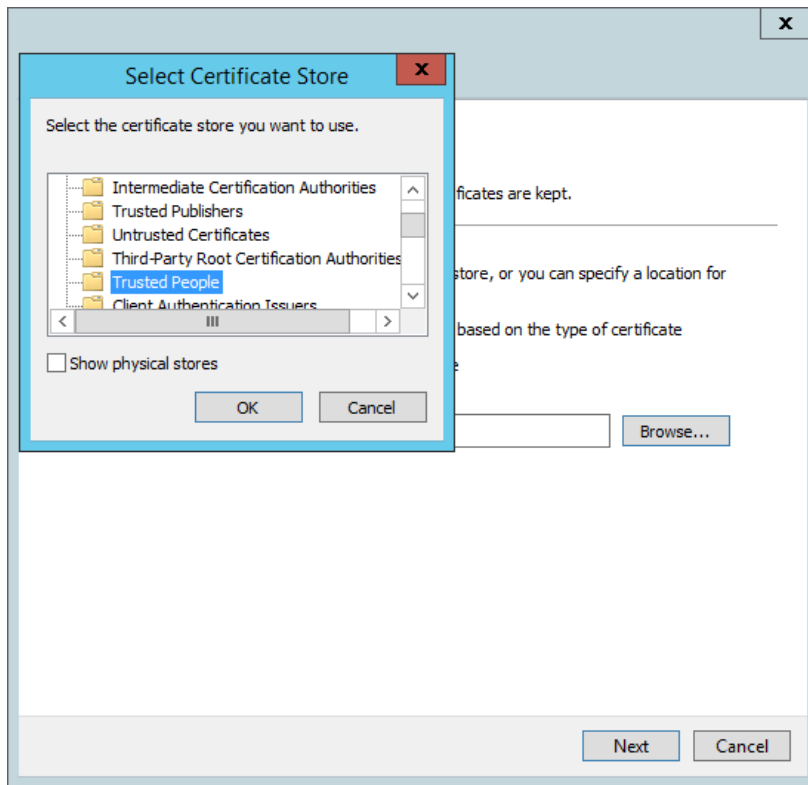 x
Select Certificate Store
x
Select the certificate store you want to use.
Intermediate Certification Authorities
Trusted Publishers
Untrusted Certificates
Third-Party Root Certification Authorities
Trusted People
Client Authentication Issuers
Show physical stores
OK
Cancel
ficates are kept.
store, or you can specify a location for
based on the type of certificate
Browse...
Next
Cancel